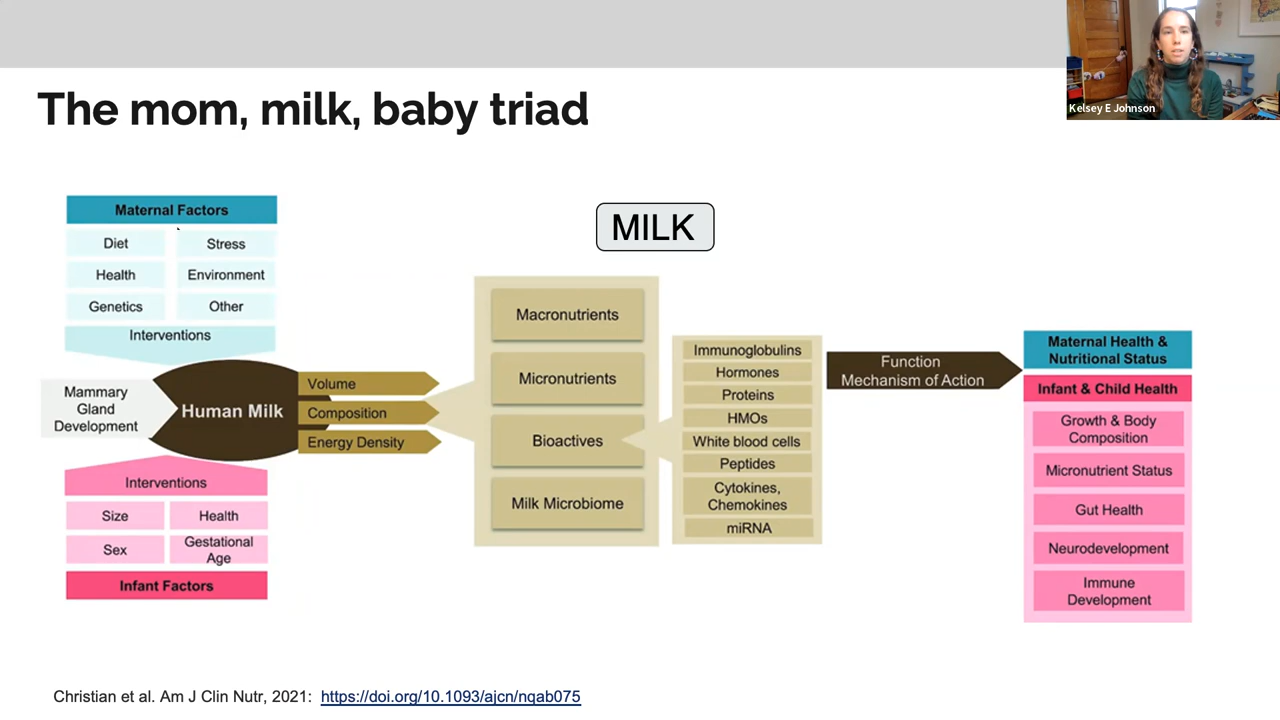 Kelsey E Johnson
The mom, milk, baby triad
Maternal Factors
Diet
Stress
Health
Environment
Genetics
Other
Interventions
Mammary
Gland
Development
Human Milk
Volume
Composition
Energy Density
Interventions
Size
Health
Sex
Gestational
Age
Infant Factors
MILK
Macronutrients
Micronutrients
Bioactives
Milk Microbiome
Immunoglobulins
Hormones
Proteins
HMOs
White blood cells
Peptides
Cytokines,
Chemokines
miRNA
Function
Mechanism of Action
Maternal Health &
Nutritional Status
Infant & Child Health
Growth & Body
Composition
Micronutrient Status
Gut Health
Neurodevelopment
Immune
Development
Christian et al. Am J Clin Nutr, 2021: https://doi.org/10.1093/ajcn/nqab075